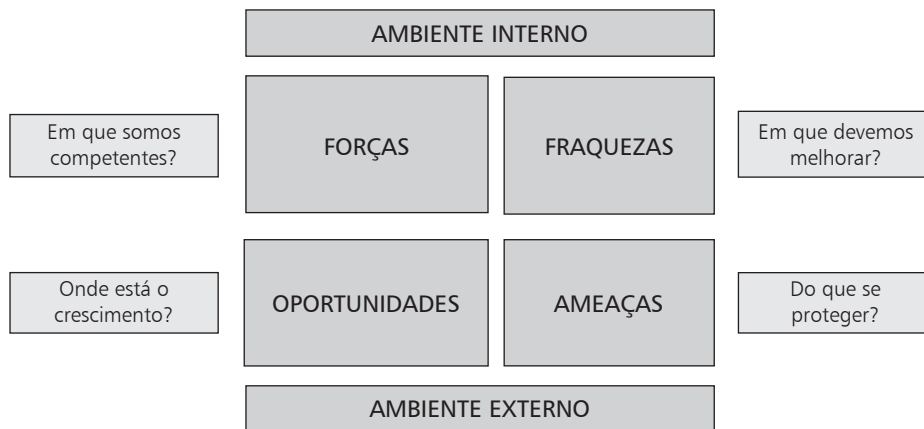 AMBIENTE INTERNO
Em que somos
competentes?
FORÇAS
FRAQUEZAS
Em que devemos
melhorar?
Onde está o
crescimento?
OPORTUNIDADES
AMEAÇAS
Do que se
proteger?
AMBIENTE EXTERNO